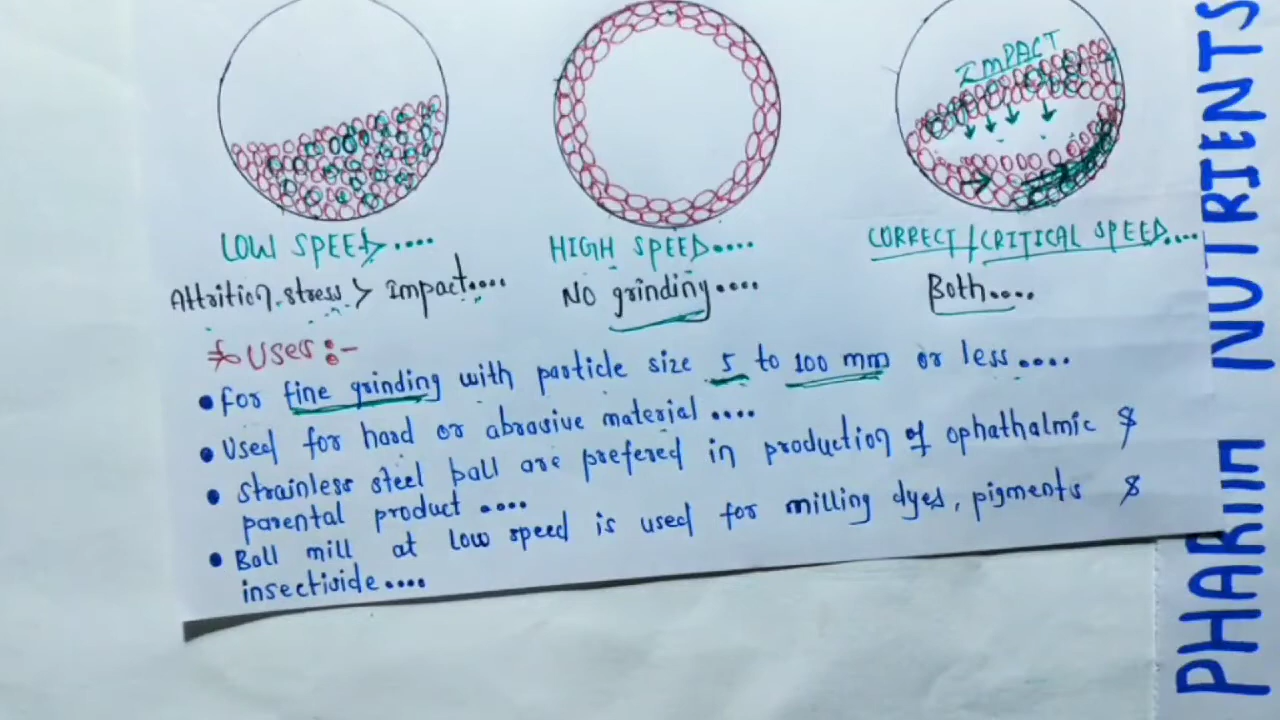 IMPACT
LOW SPEED.... HIGH SPEED.... CORRECT/CRITICAL SPEED....
Attrition stress > Impact.... No grinding.... Both....
* Uses :-
• For fine grinding with particle size 5 to 100 mm or less....
• Used for hard or abrasive material....
• Strainless steel ball are prefered in production of ophathalmic &
parental product....
• Ball mill at low speed is used for milling dyes, pigments &
insectiside....
PHARM NUTRIENTS